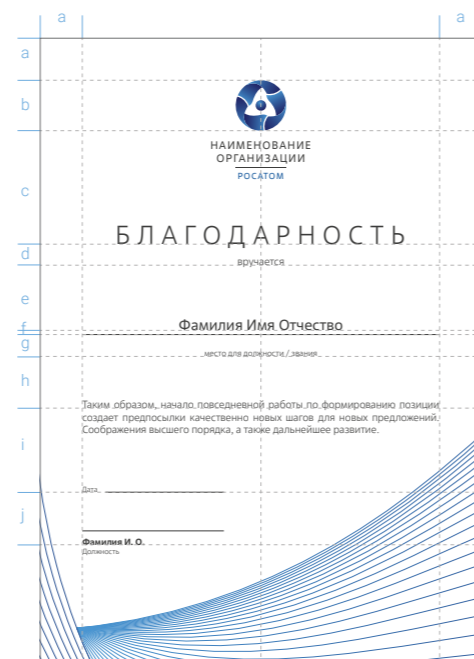 a
a
a
b
НАИМЕНОВАНИЕ
ОРГАНИЗАЦИИ
РОСАТОМ
c
БЛАГОДАРНОСТЬ
d
вручается
e
Фамилия Имя Отчество
f
g
место для должности / звания
h
Таким образом, начало повседневной работы по формированию позиции
создает предпосылки качественно новых шагов для новых предложений.
Соображения высшего порядка, а также дальнейшее развитие.
i
Дата
j
Фамилия И. О.
Должность